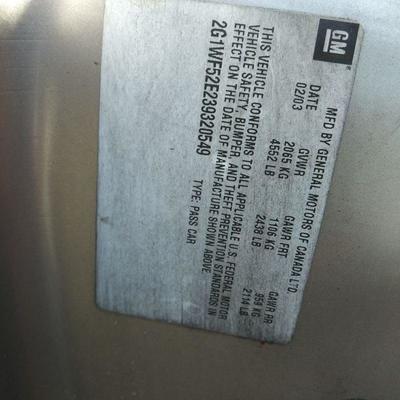 GM
MFD BY GENERAL MOTORS OF CANADA LTD.
DATE GVWR GAWR FRT GAWR RR
02/03 2065 KG 1106 KG 959 KG
4552 LB 2438 LB 2114 LB
THIS VEHICLE CONFORMS TO ALL APPLICABLE U.S. FEDERAL MOTOR
VEHICLE SAFETY, BUMPER, AND THEFT PREVENTION STANDARDS IN
EFFECT ON THE DATE OF MANUFACTURE SHOWN ABOVE.
2G1WF52E239320549 TYPE: PASS CAR